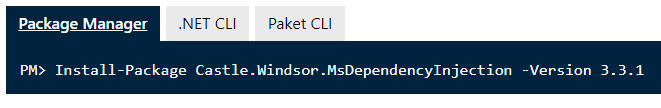 Package Manager .NET CLI Paket CLI
PM> Install-Package Castle.Windsor.MsDependencyInjection -Version 3.3.1